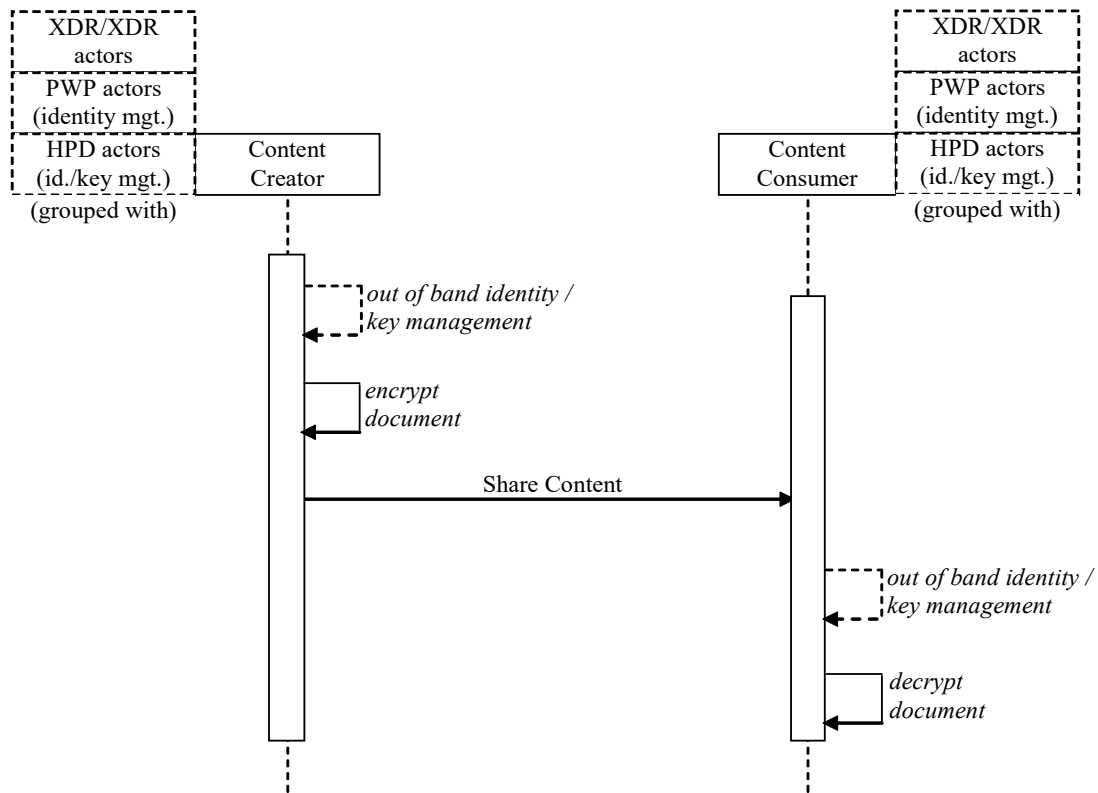 XDR/XDR
actors
PWP actors
(identity mgt.)
HPD actors
(id./key mgt.)
(grouped with)
Content
Creator
Content
Consumer
XDR/XDR
actors
PWP actors
(identity mgt.)
HPD actors
(id./key mgt.)
(grouped with)
out of band identity /
key management
encrypt
document
Share Content
out of band identity /
key management
decrypt
document